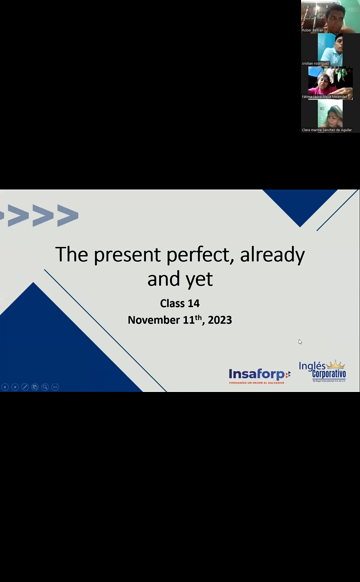 The present perfect, already
and yet
Class 14
November 11th, 2023
Insaforp
Inglés
Corporativo